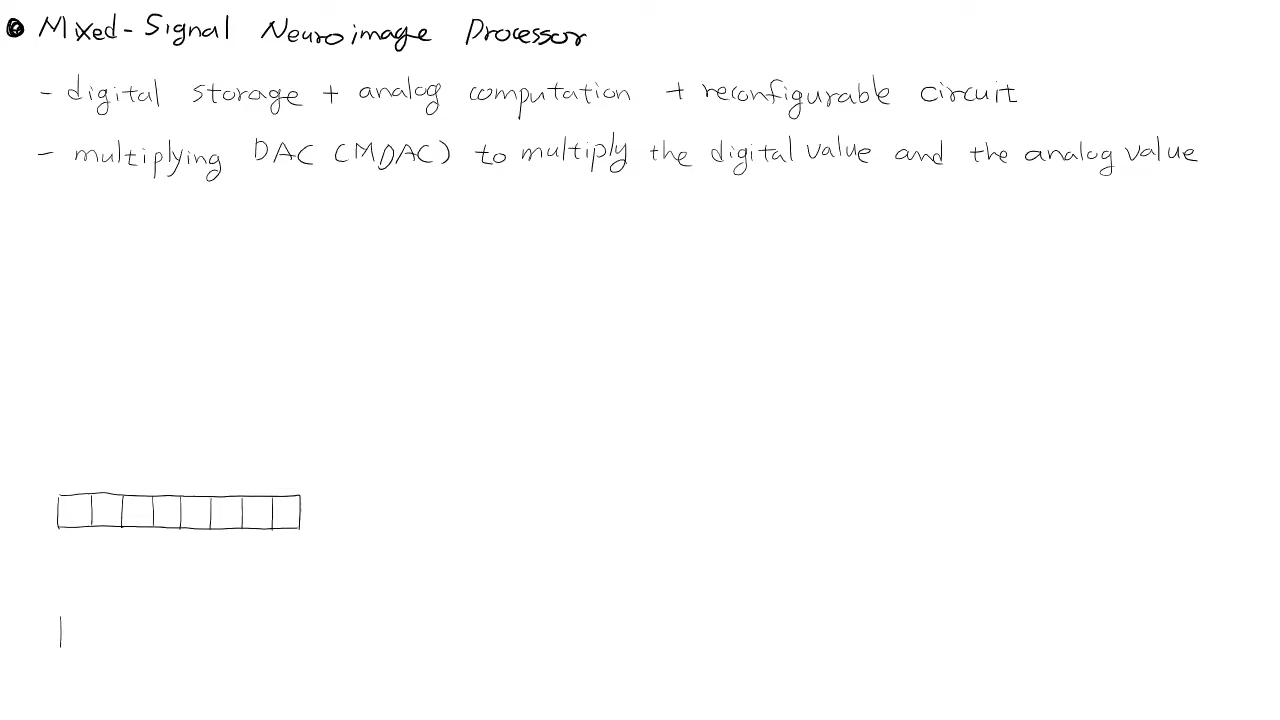 Mixed-Signal Neuroimage Processor
- digital storage + analog computation + reconfigurable circuit
- multiplying DAC (MDAC) to multiply the digital value and the analog value